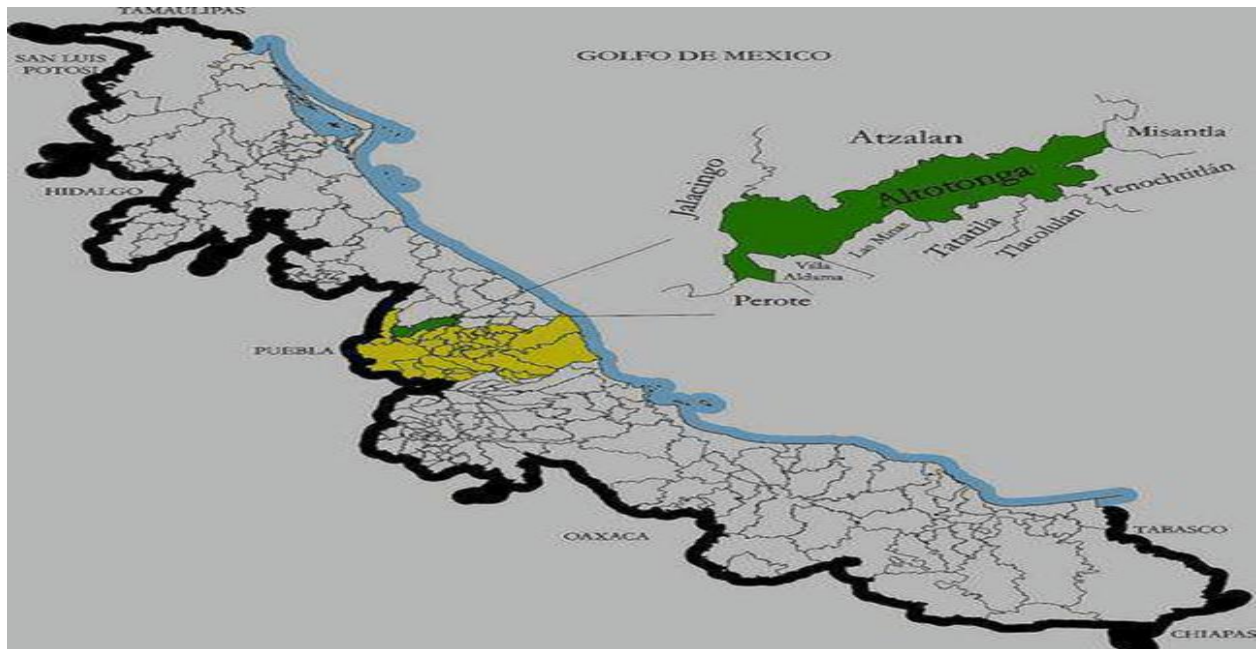 TAMAULIPAS
SAN LUIS
POTOSI
GOLFO DE MEXICO
HIDALGO
PUEBLA
OAXACA
TABASCO
CHIAPAS
Atzalan
Misantla
Jalacingo
Altotonga
Tenochtitlán
Las Minas
Tatatila
Tlacolulan
Villa
Aldama
Perote